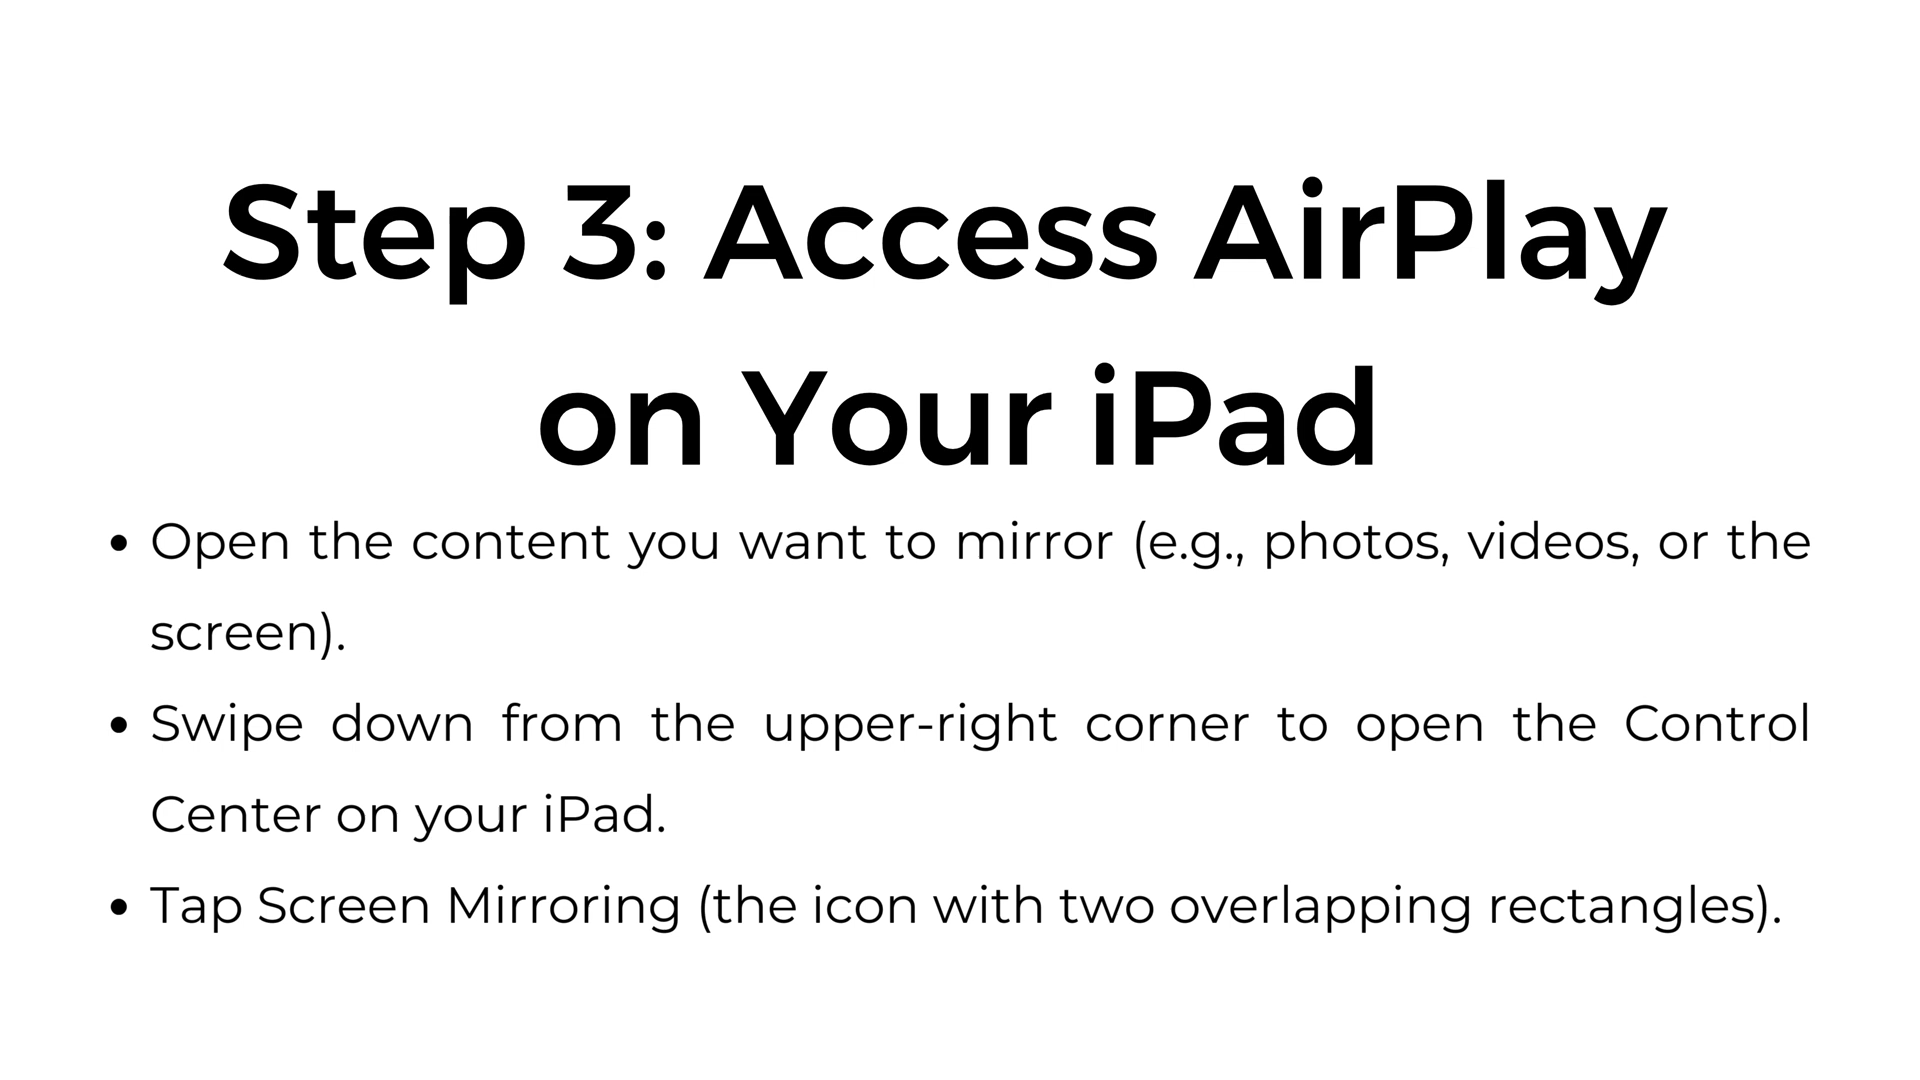 Step 3: Access AirPlay
on Your iPad
• Open the content you want to mirror (e.g., photos, videos, or the
screen).
• Swipe down from the upper-right corner to open the Control
Center on your iPad.
• Tap Screen Mirroring (the icon with two overlapping rectangles).